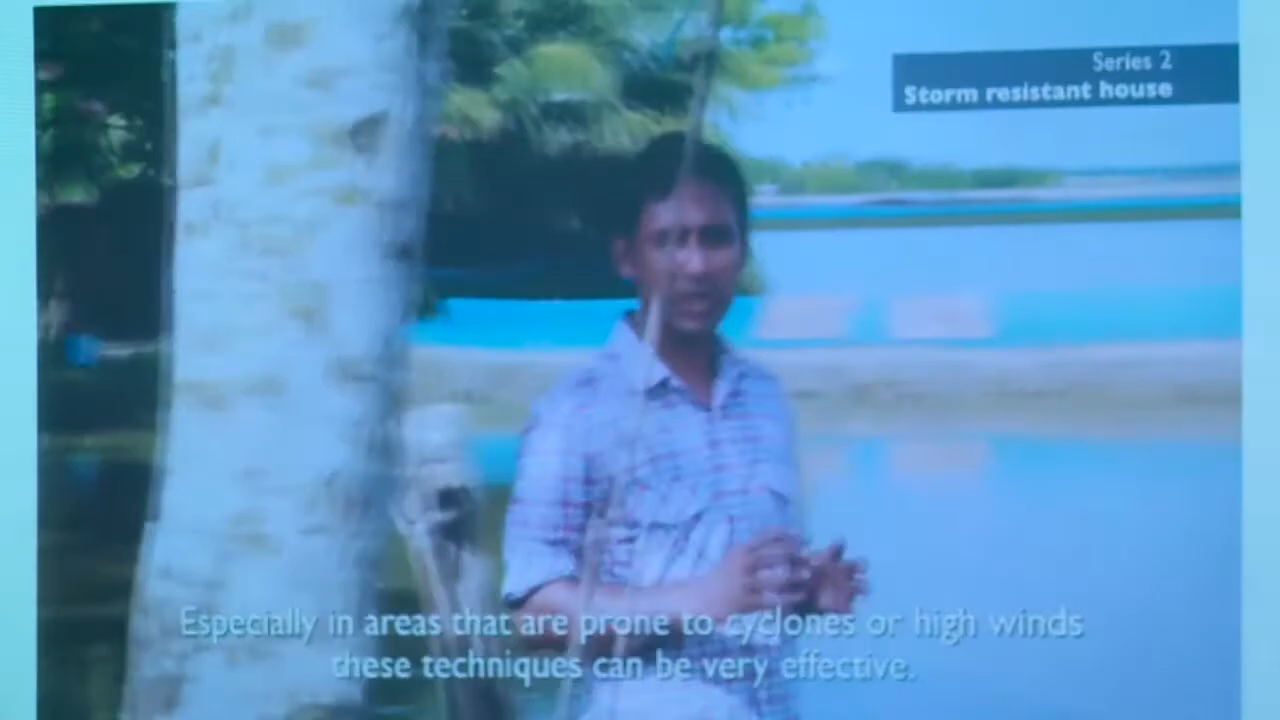 Series 2
Storm resistant house
Especially in areas that are prone to cyclones or high winds
these techniques can be very effective.